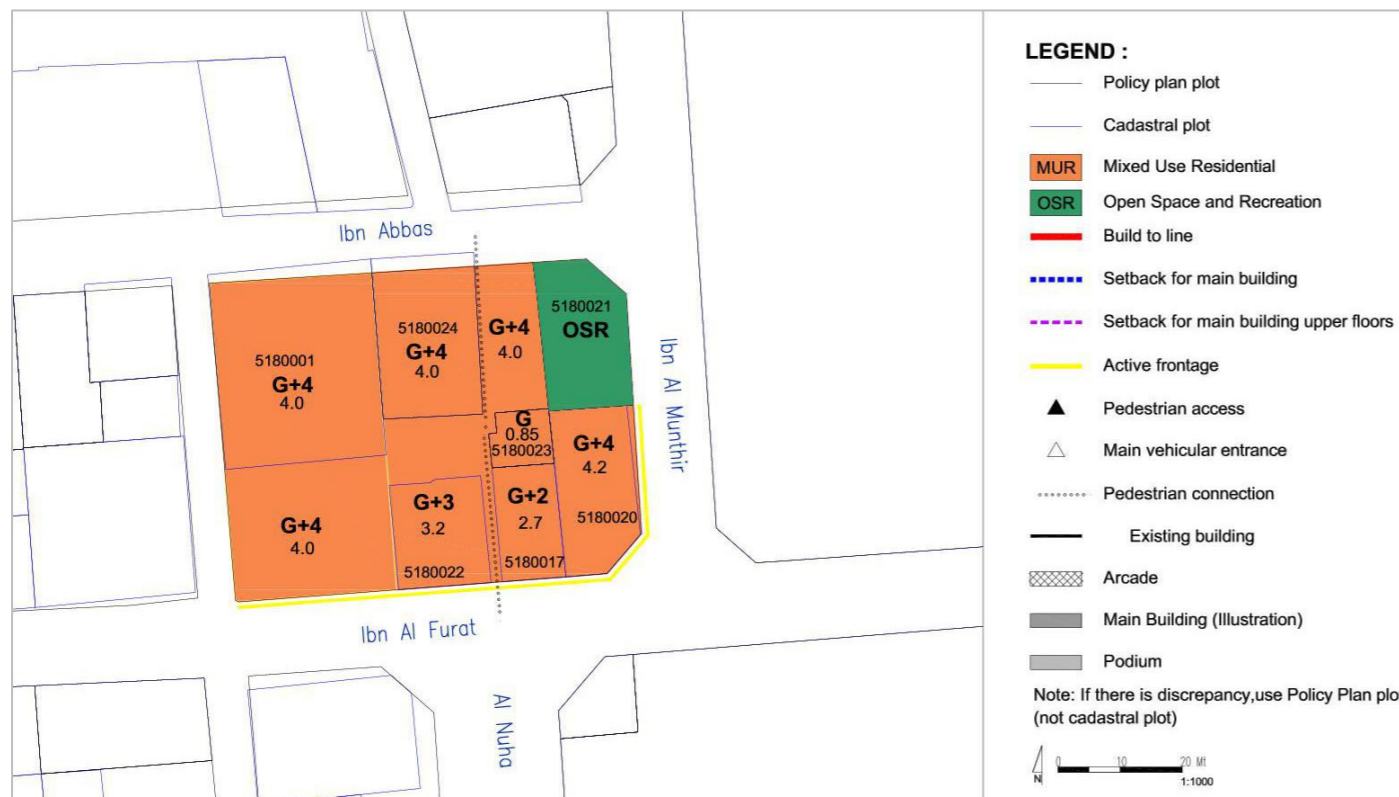 Ibn Abbas
5180001
G+4
4.0
5180024
G+4
4.0
G+4
4.0
5180021
OSR
Ibn Al Munthir
G
0.85
5180023
G+4
4.2
5180020
G+4
4.0
G+3
3.2
5180022
G+2
2.7
5180017
Ibn Al Furat
Al Nuha
LEGEND :
Policy plan plot
Cadastral plot
MUR Mixed Use Residential
OSR Open Space and Recreation
Build to line
Setback for main building
Setback for main building upper floors
Active frontage
Pedestrian access
Main vehicular entrance
Pedestrian connection
Existing building
Arcade
Main Building (Illustration)
Podium
Note: If there is discrepancy,use Policy Plan plo
(not cadastral plot)
N
0 10 20 Mt
1:1000